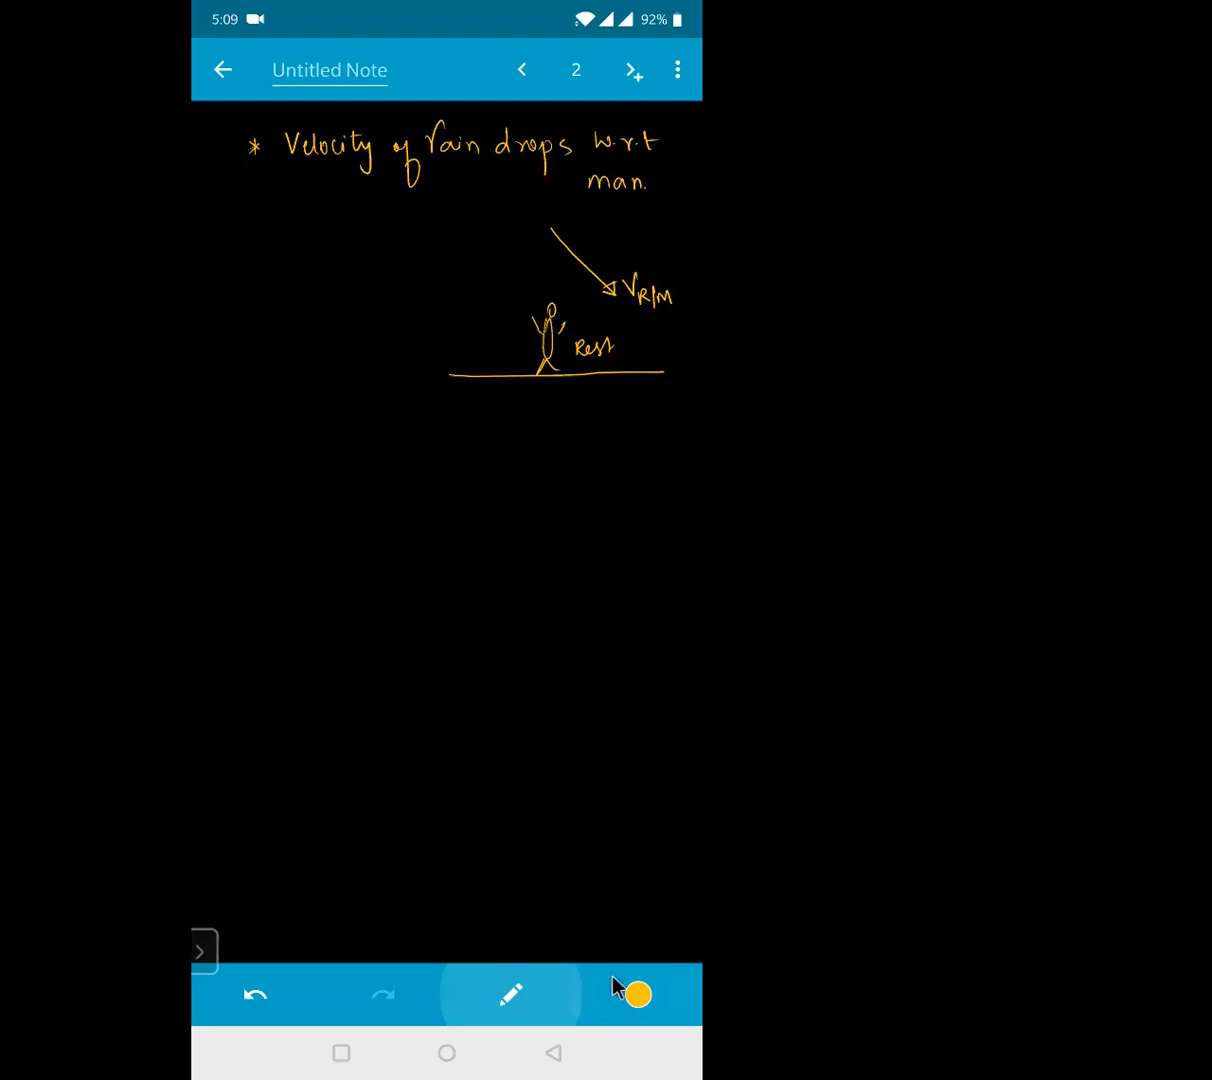 5:09 92%
Untitled Note 2
* Velocity of rain drops w.r.t
man.
VR/M
Rest